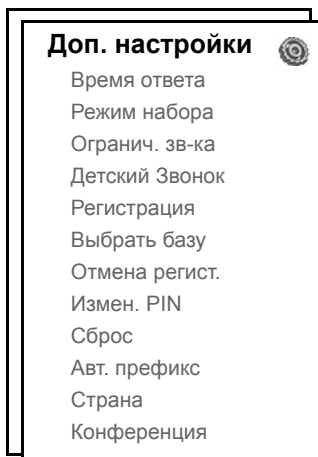 Доп. настройки
Время ответа
Режим набора
Огранич. зв-ка
Детский Звонок
Регистрация
Выбрать базу
Отмена регист.
Измен. PIN
Сброс
Авт. префикс
Страна
Конференция